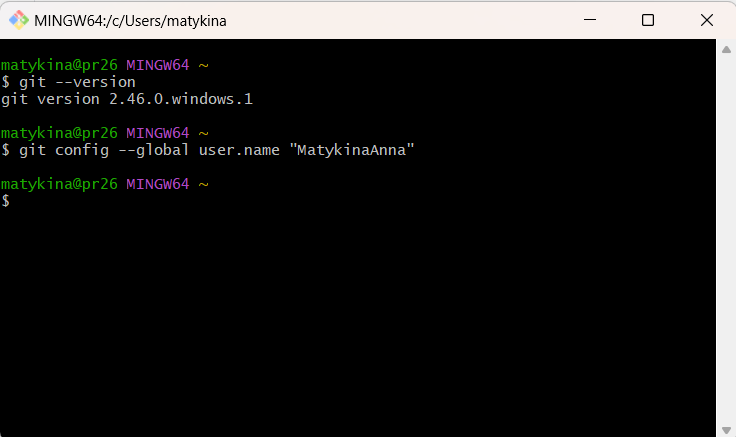 MINGW64:/c/Users/matykina
matykina@pr26 MINGW64 ~
$ git --version
git version 2.46.0.windows.1
matykina@pr26 MINGW64 ~
$ git config --global user.name "MatykinaAnna"
matykina@pr26 MINGW64 ~
$